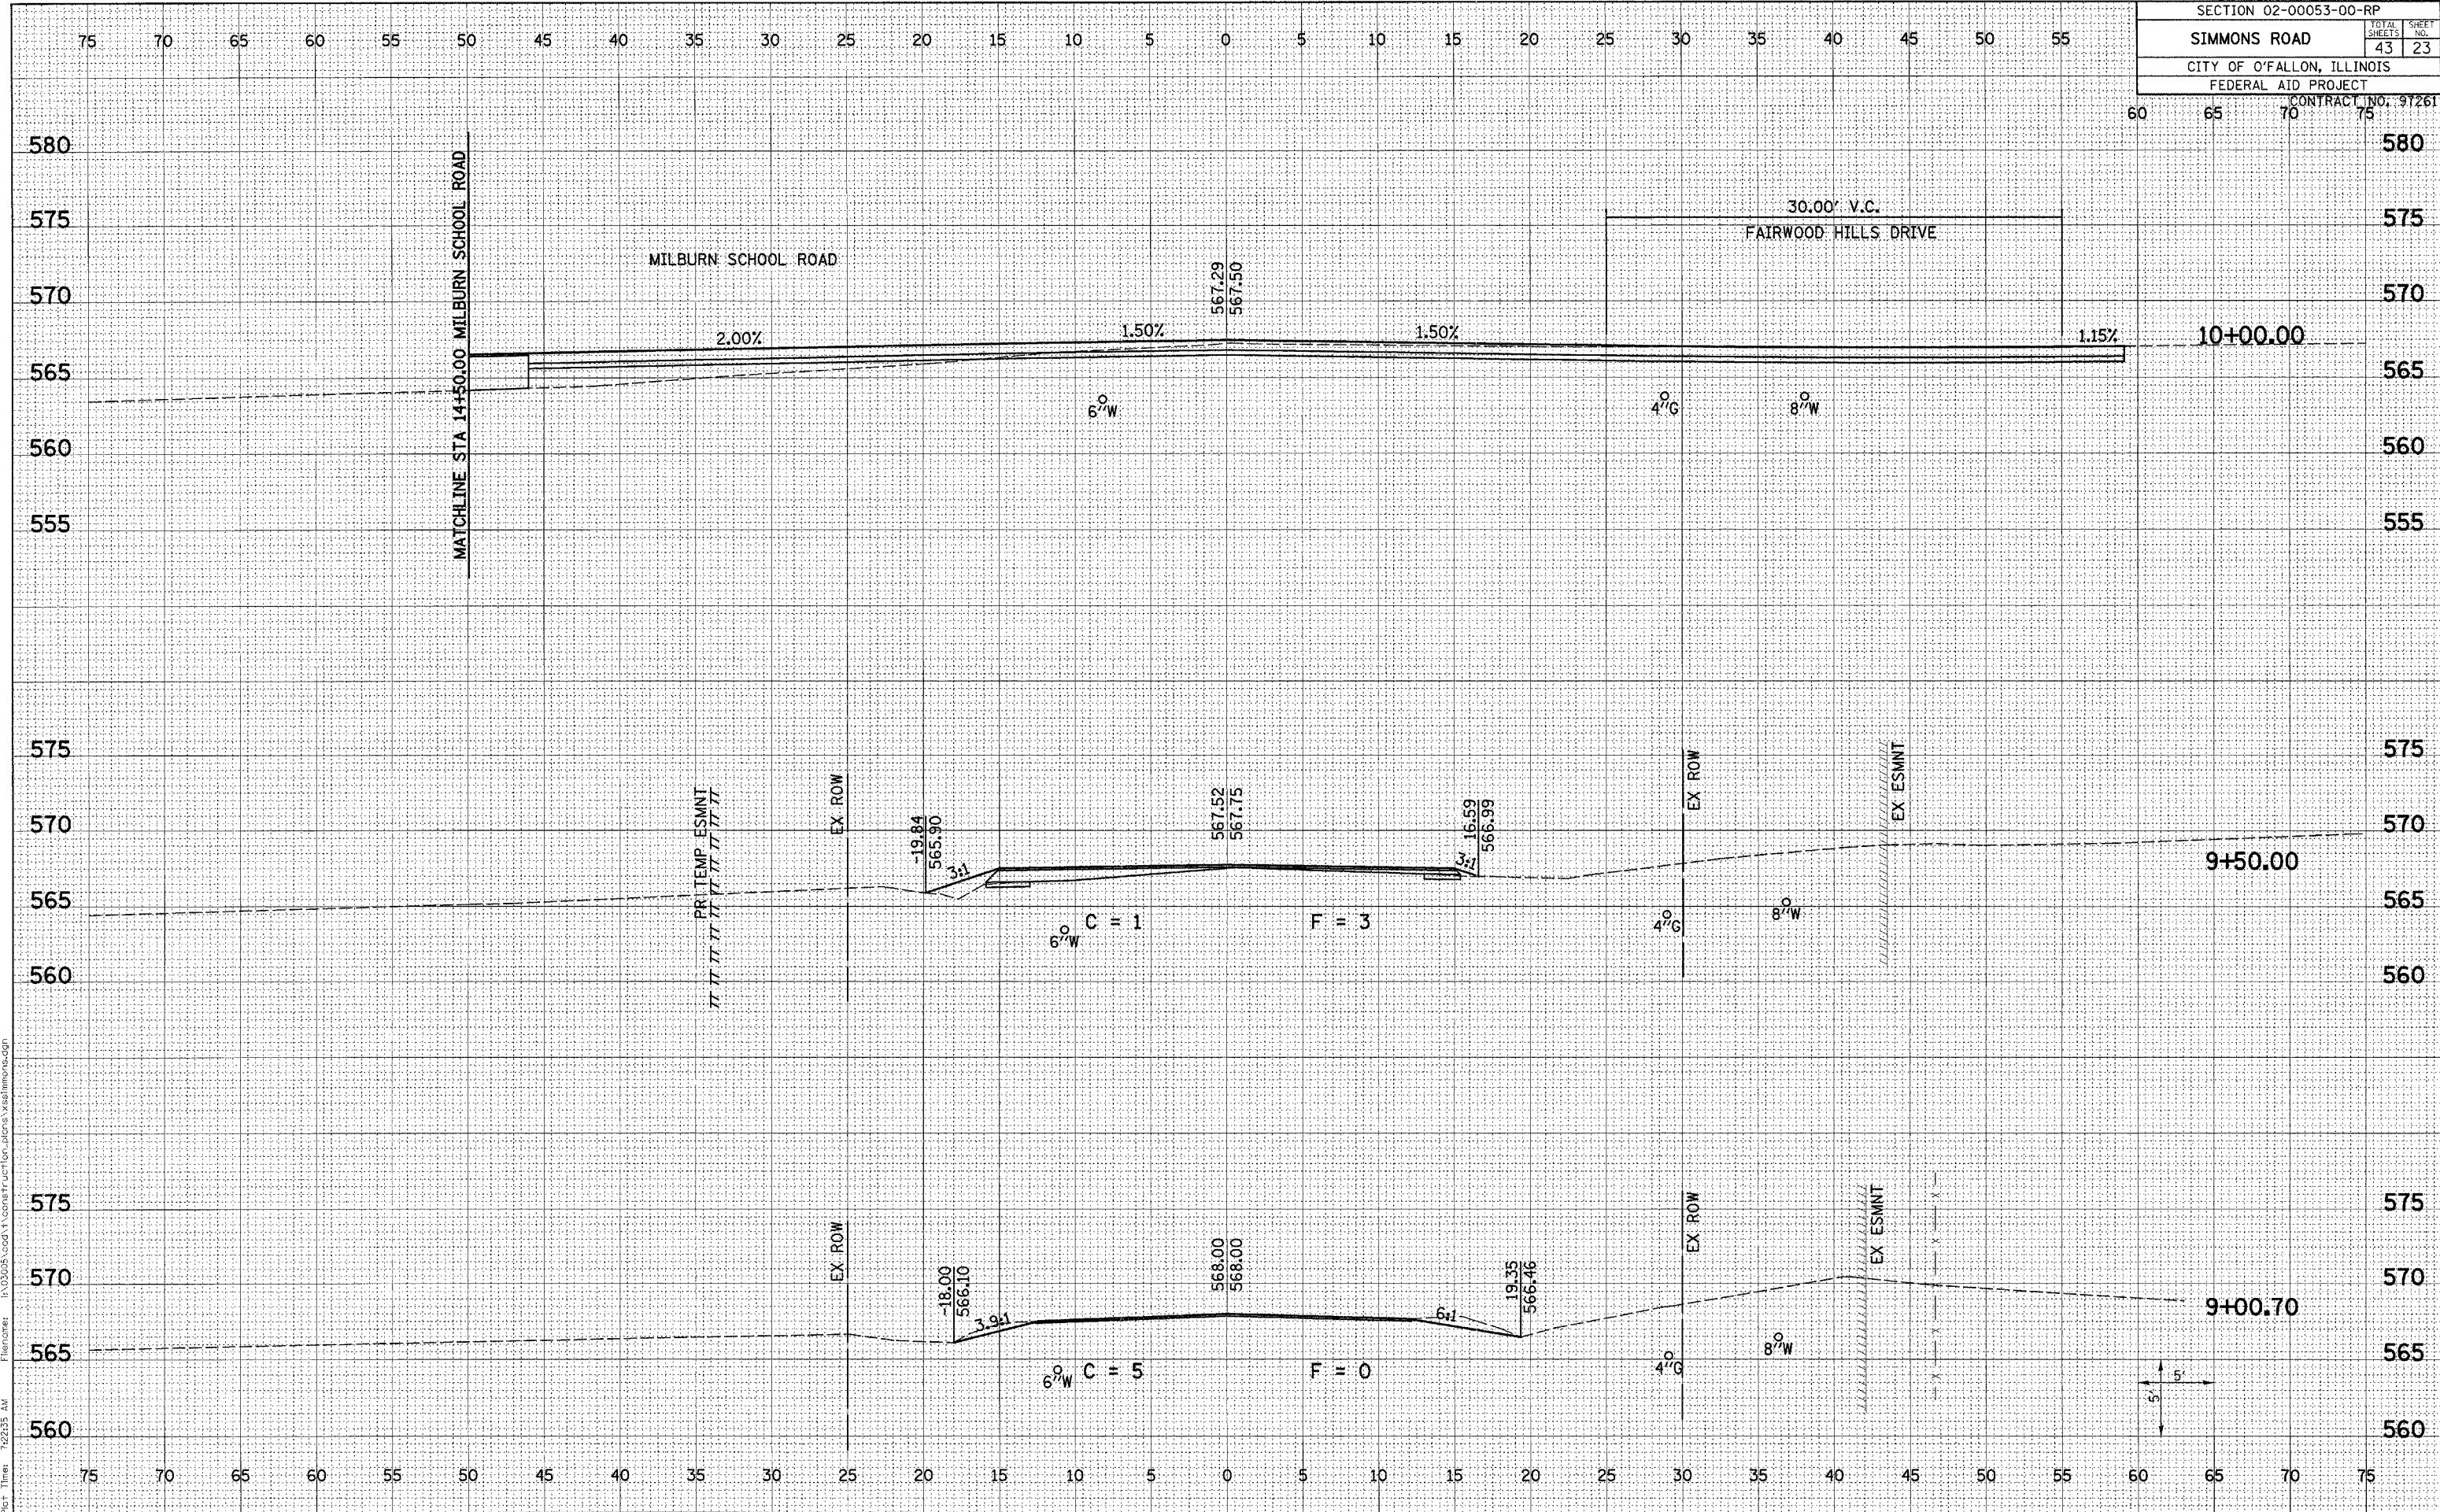 SECTION 02-00053-00-RP
SIMMONS ROAD
TOTAL SHEETS
SHEET NO.
43 23
CITY OF O'FALLON, ILLINOIS
FEDERAL AID PROJECT
CONTRACT NO. 97261
75 70 65 60 55 50 45 40 35 30 25 20 15 10 5 0 5 10 15 20 25 30 35 40 45 50 55 60 65 70 75
580 580
575 575
570 570
565 565
560 560
555 555
MATCHLINE STA 14+50.00 MILBURN SCHOOL ROAD
MILBURN SCHOOL ROAD
30.00' V.C.
FAIRWOOD HILLS DRIVE
567.29
567.50
2.00% 1.50% 1.50% 1.15%
10+00.00
6"W 4"G 8"W
575 575
570 570
565 565
560 560
PR TEMP ESMNT
EX ROW
-19.84
565.90
3:1
567.52
567.75
16.59
566.99
3:1
EX ROW
EX ESMNT
9+50.00
6"W C = 1 F = 3 4"G 8"W
575 575
570 570
565 565
560 560
EX ROW
-18.00
566.10
3.9:1
568.00
568.00
6:1
19.35
566.46
EX ROW
EX ESMNT
9+00.70
6"W C = 5 F = 0 4"G 8"W
5'
5'
75 70 65 60 55 50 45 40 35 30 25 20 15 10 5 0 5 10 15 20 25 30 35 40 45 50 55 60 65 70 75
Plot Time: 7:22:35 AM